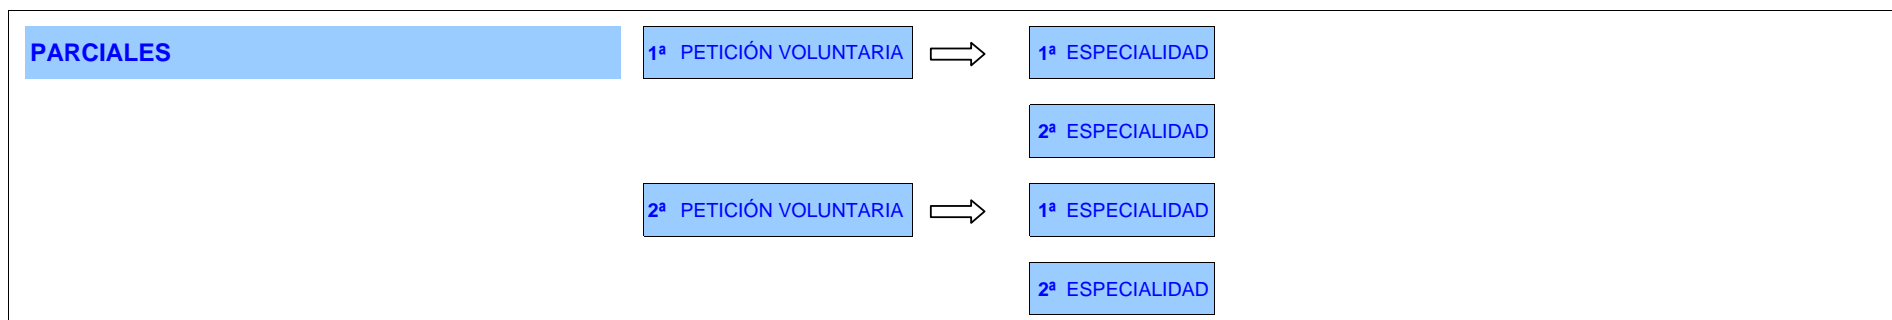 PARCIALES 1ª PETICIÓN VOLUNTARIA 1ª ESPECIALIDAD
2ª ESPECIALIDAD
2ª PETICIÓN VOLUNTARIA 1ª ESPECIALIDAD
2ª ESPECIALIDAD